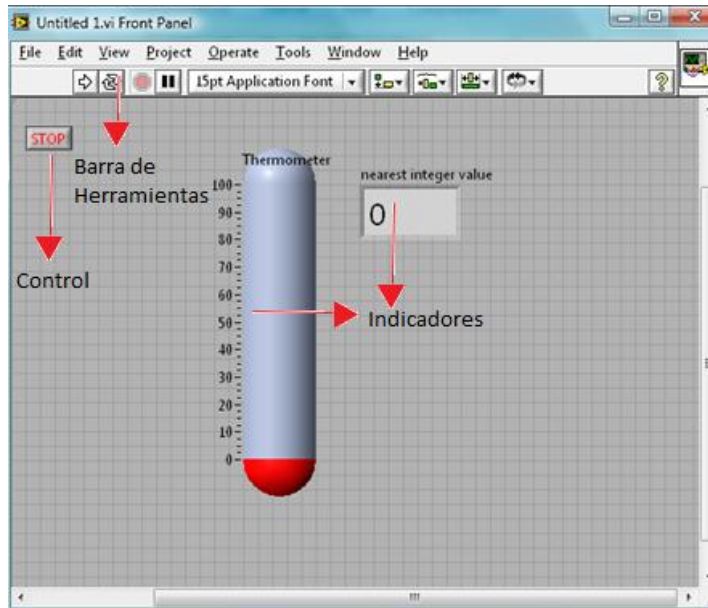 Untitled 1.vi Front Panel
File Edit View Project Operate Tools Window Help
15pt Application Font
STOP
Barra de
Herramientas
Control
Thermometer
100
90
80
70
60
50
40
30
20
10
0
nearest integer value
0
Indicadores